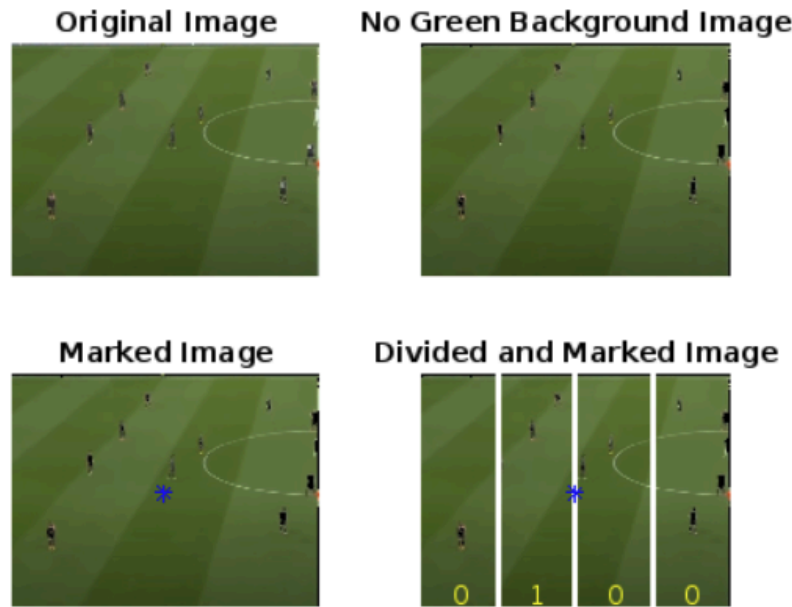 Original Image
No Green Background Image
Marked Image
Divided and Marked Image
0 1 0 0